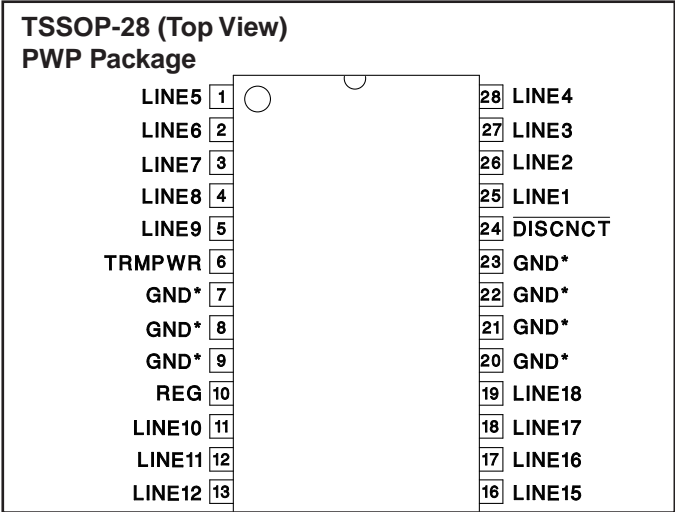 TSSOP-28 (Top View)
PWP Package
LINE5 1 28 LINE4
LINE6 2 27 LINE3
LINE7 3 26 LINE2
LINE8 4 25 LINE1
LINE9 5 24 DISCNCT
TRMPWR 6 23 GND*
GND* 7 22 GND*
GND* 8 21 GND*
GND* 9 20 GND*
REG 10 19 LINE18
LINE10 11 18 LINE17
LINE11 12 17 LINE16
LINE12 13 16 LINE15